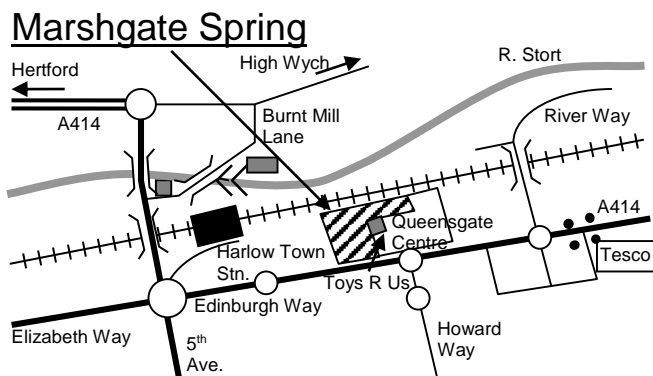 Marshgate Spring
Hertford
High Wych
R. Stort
A414
Burnt Mill
Lane
River Way
A414
Queensgate
Centre
Harlow Town
Stn.
Toys R Us
Tesco
Edinburgh Way
Elizabeth Way
5th
Ave.
Howard
Way